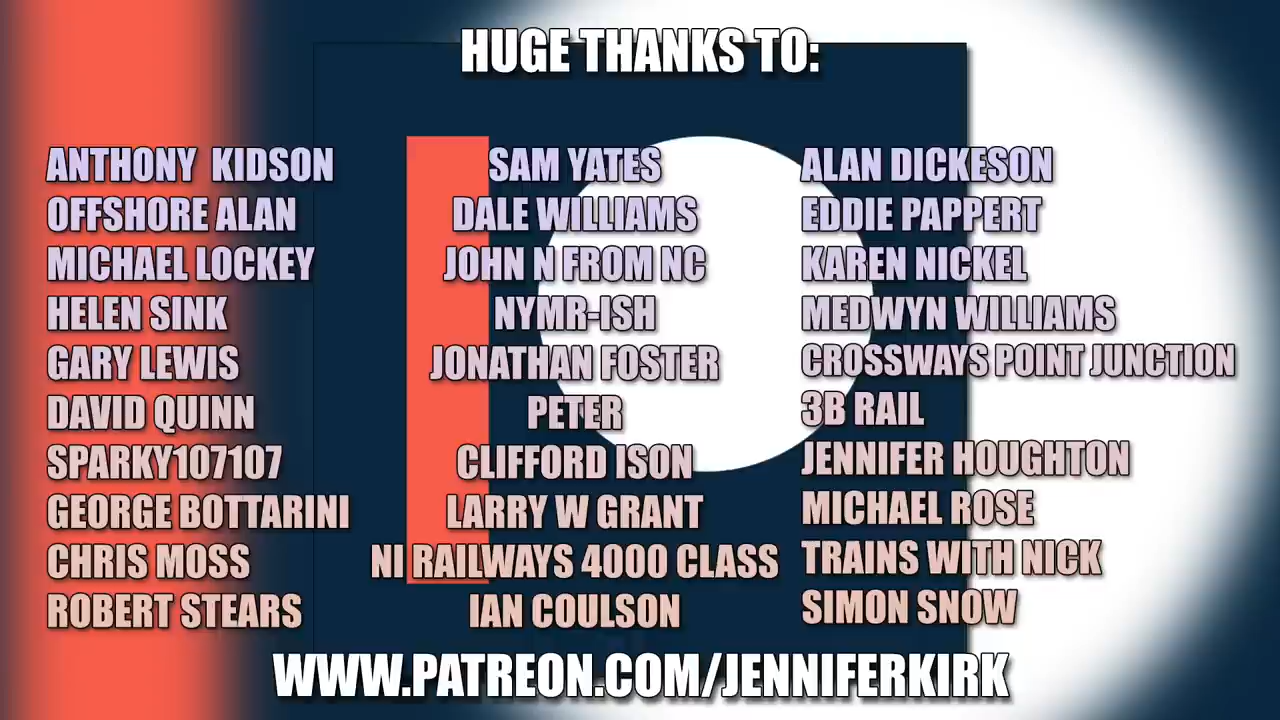 HUGE THANKS TO:
ANTHONY KIDSON
OFFSHORE ALAN
MICHAEL LOCKEY
HELEN SINK
GARY LEWIS
DAVID QUINN
SPARKY107107
GEORGE BOTTARINI
CHRIS MOSS
ROBERT STEARS
SAM YATES
DALE WILLIAMS
JOHN N FROM NC
NYMR-ISH
JONATHAN FOSTER
PETER
CLIFFORD ISON
LARRY W GRANT
NI RAILWAYS 4000 CLASS
IAN COULSON
ALAN DICKESON
EDDIE PAPPERT
KAREN NICKEL
MEDWYN WILLIAMS
CROSSWAYS POINT JUNCTION
3B RAIL
JENNIFER HOUGHTON
MICHAEL ROSE
TRAINS WITH NICK
SIMON SNOW
WWW.PATREON.COM/JENNIFERKIRK